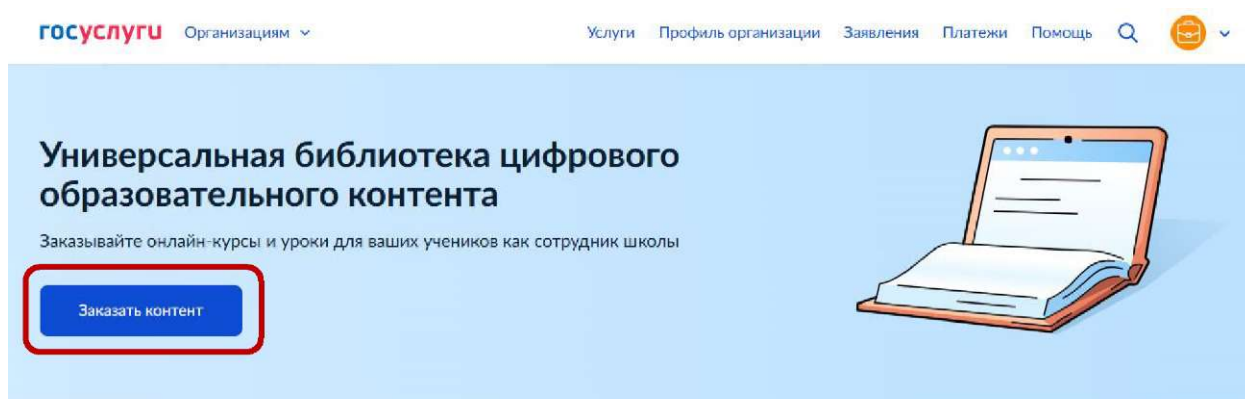 госуслуги Организациям Услуги Профиль организации Заявления Платежи Помощь
Универсальная библиотека цифрового
образовательного контента
Заказывайте онлайн-курсы и уроки для ваших учеников как сотрудник школы
Заказать контент